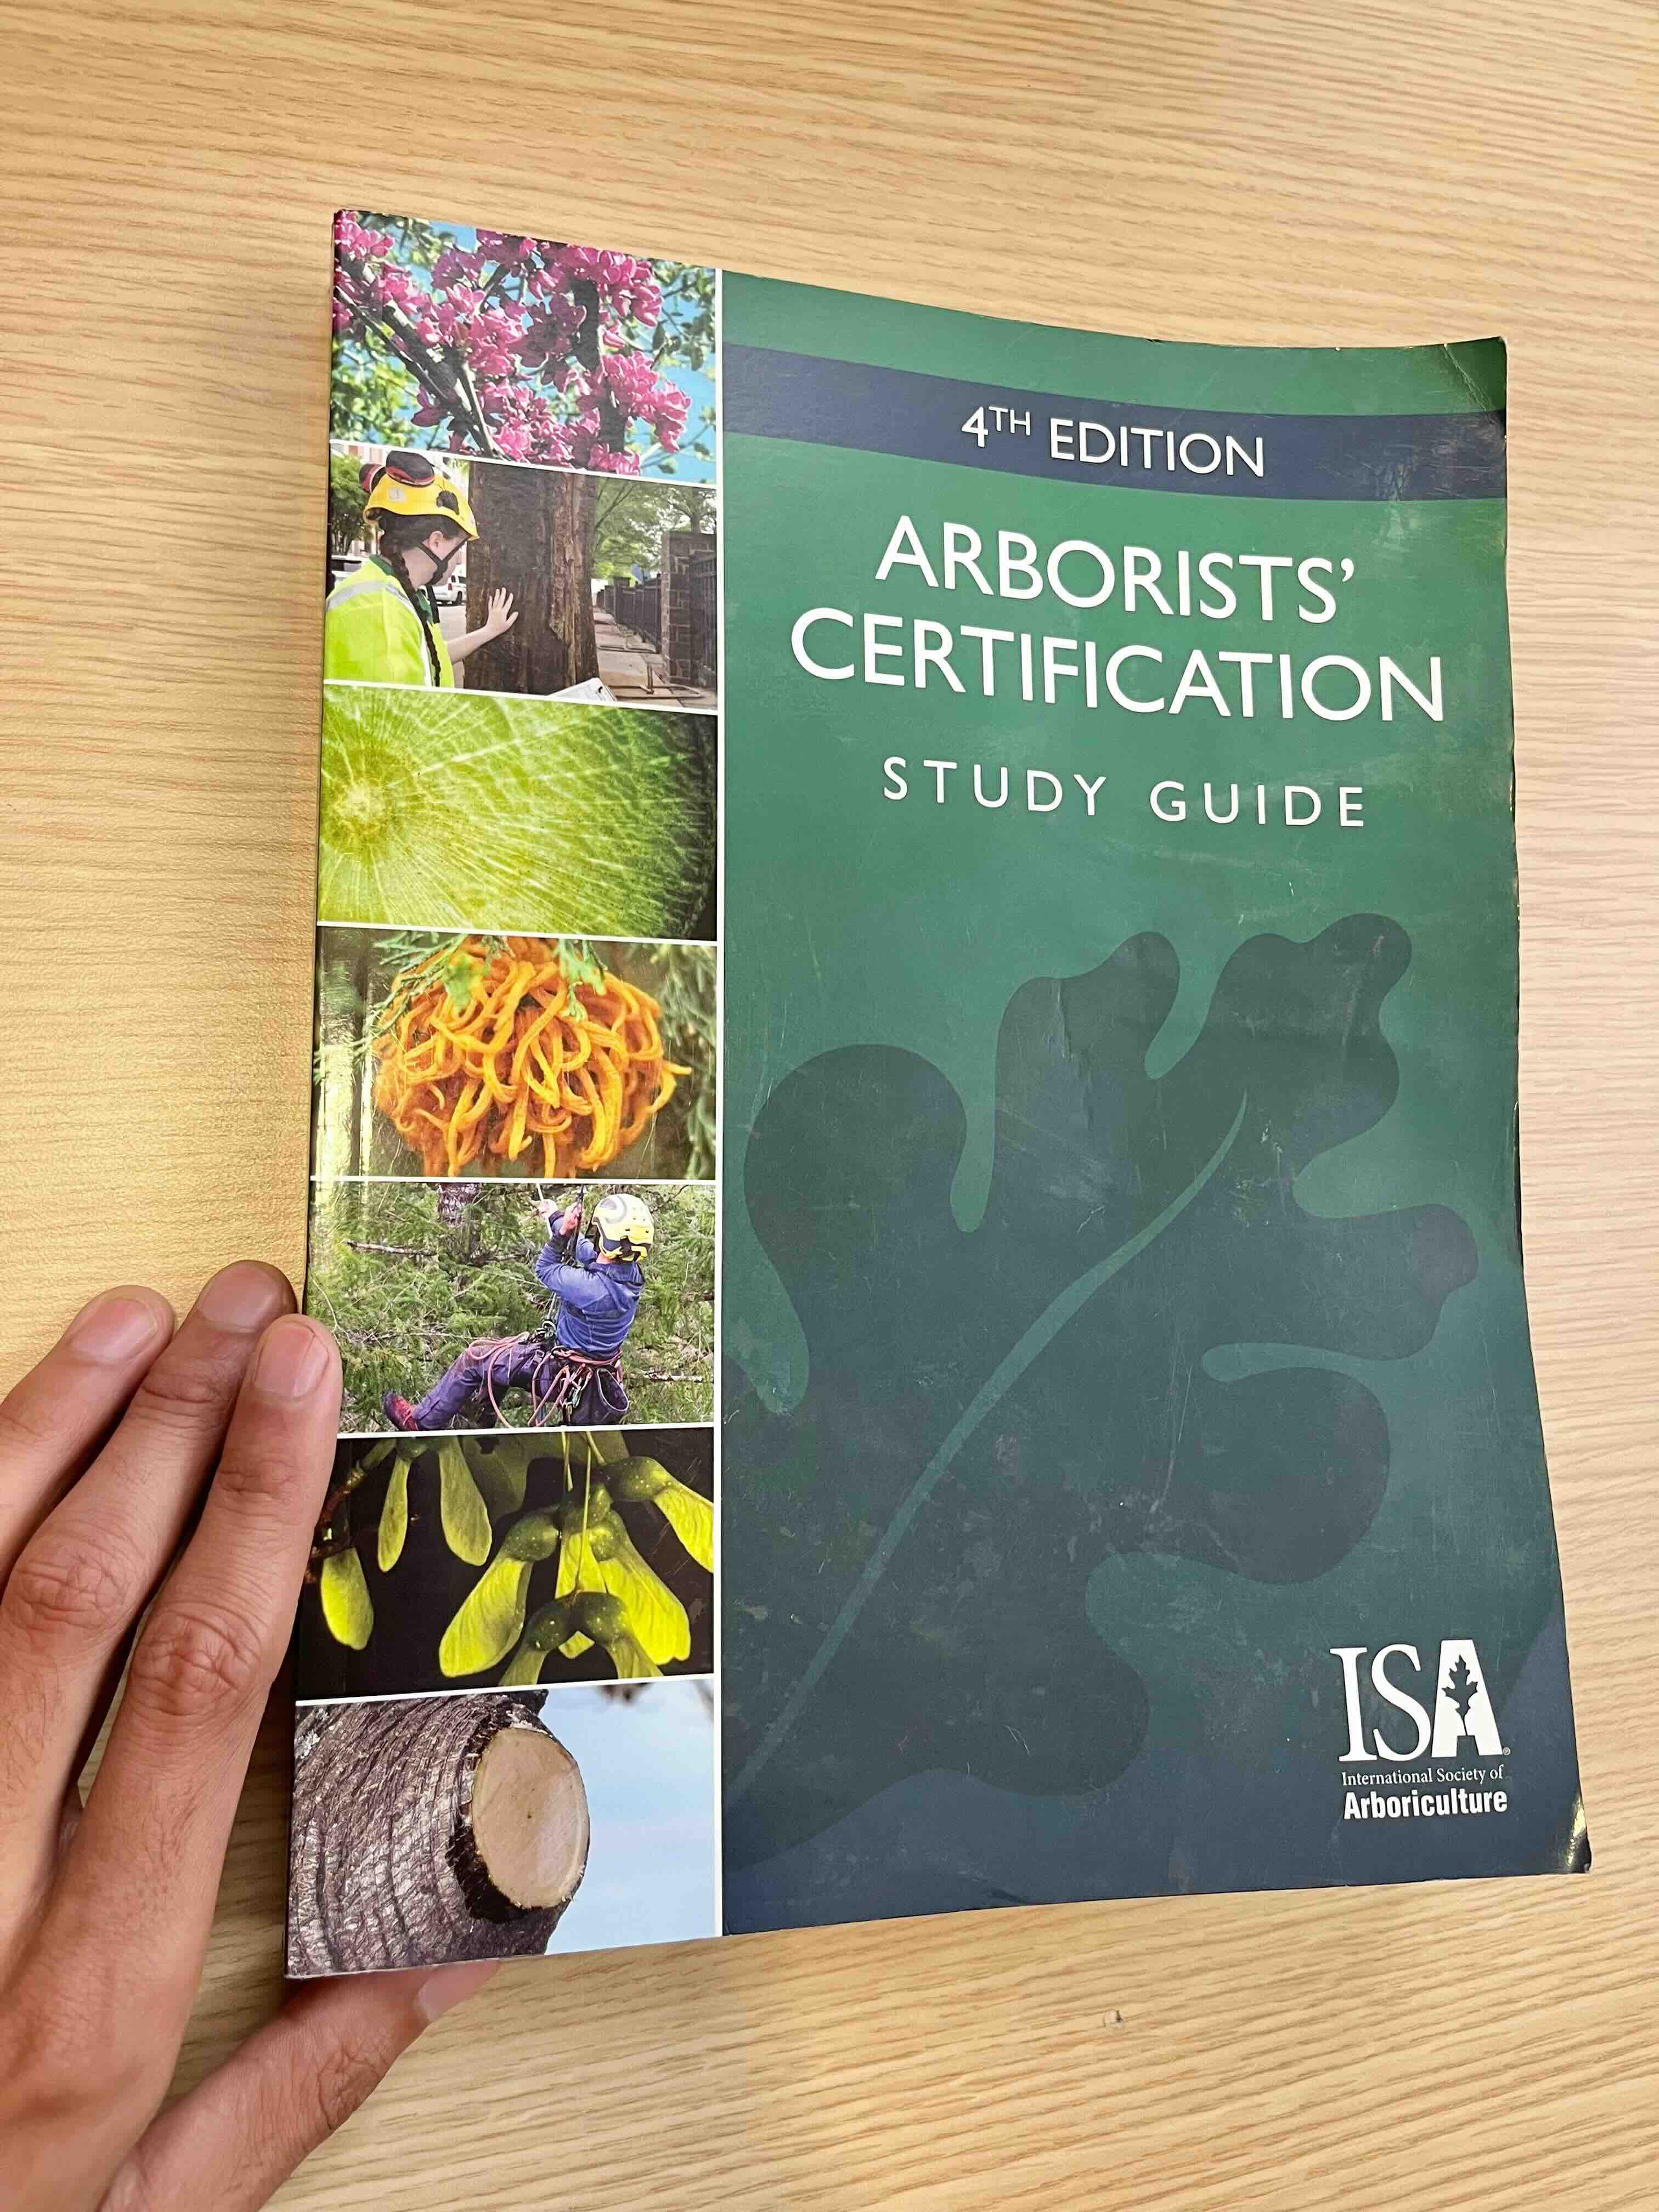 4TH EDITION
ARBORISTS’
CERTIFICATION
STUDY GUIDE
ISA®
International Society of
Arboriculture